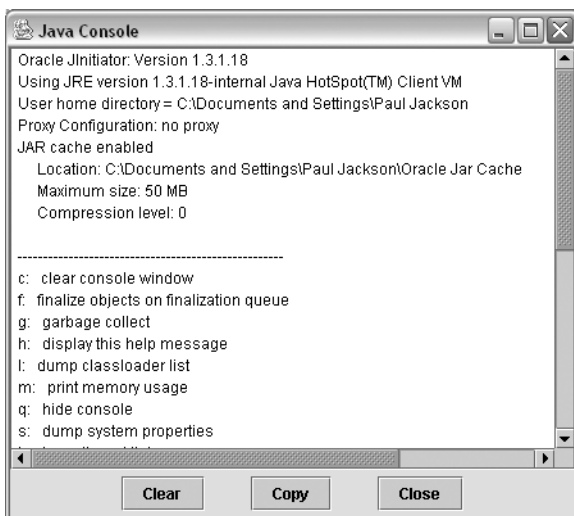 Java Console
Oracle JInitiator: Version 1.3.1.18
Using JRE version 1.3.1.18-internal Java HotSpot(TM) Client VM
User home directory = C:\Documents and Settings\Paul Jackson
Proxy Configuration: no proxy
JAR cache enabled
Location: C:\Documents and Settings\Paul Jackson\Oracle Jar Cache
Maximum size: 50 MB
Compression level: 0
----------------------------------------------------
c: clear console window
f: finalize objects on finalization queue
g: garbage collect
h: display this help message
l: dump classloader list
m: print memory usage
q: hide console
s: dump system properties
Clear Copy Close